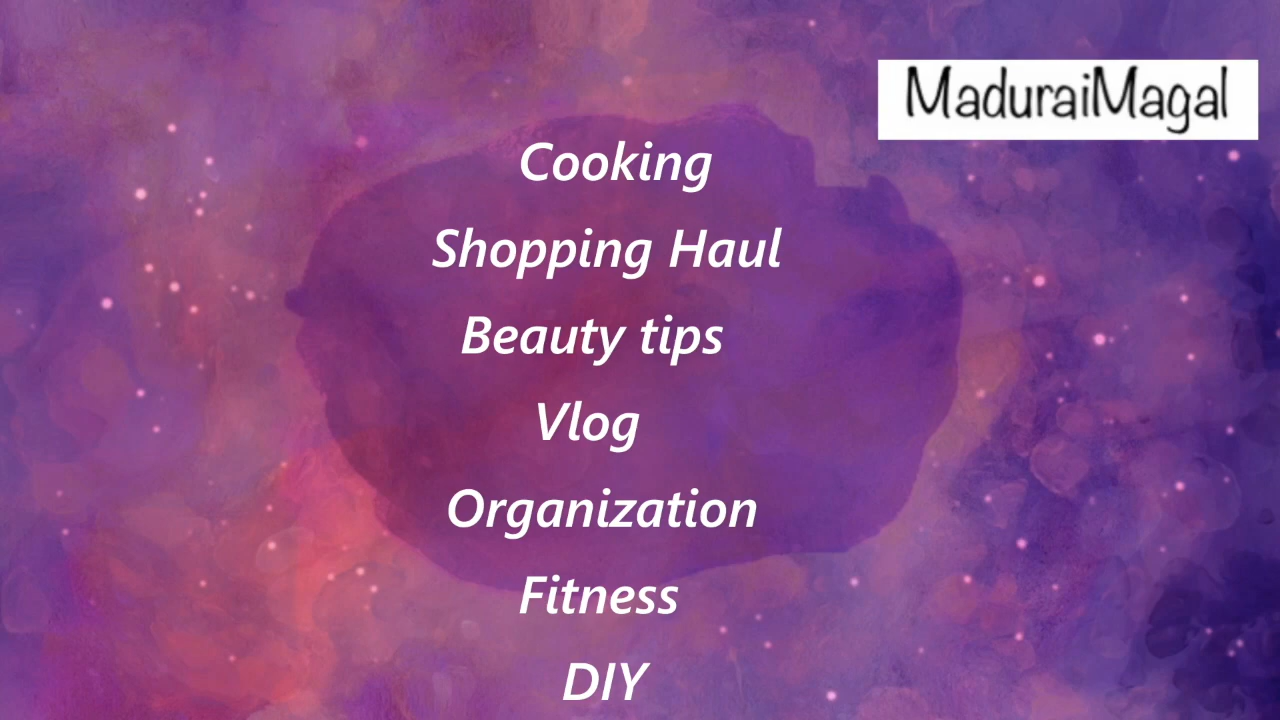 MaduraiMagal
Cooking
Shopping Haul
Beauty tips
Vlog
Organization
Fitness
DIY